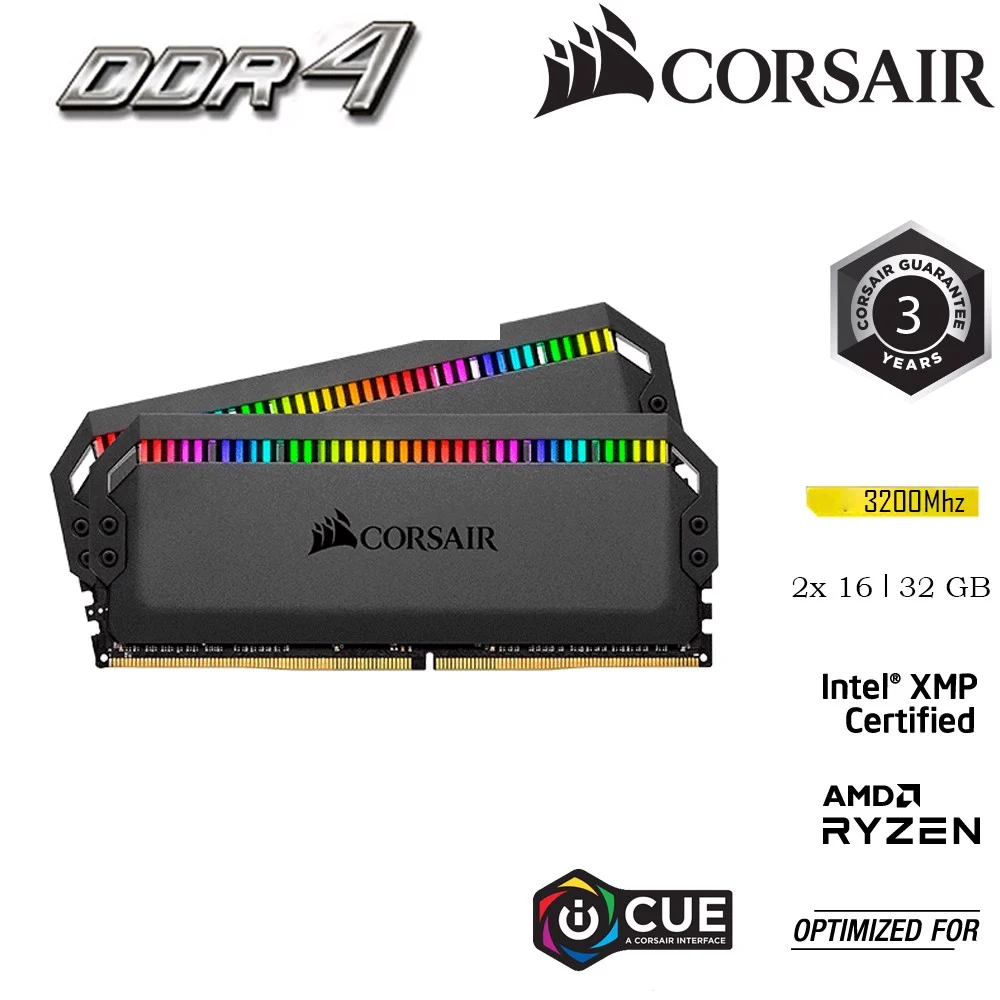 DDR4
CORSAIR
CORSAIR GUARANTEE
3
YEARS
3200Mhz
CORSAIR
2x 16 | 32 GB
Intel® XMP
Certified
AMD
RYZEN
iCUE
A CORSAIR INTERFACE
OPTIMIZED FOR